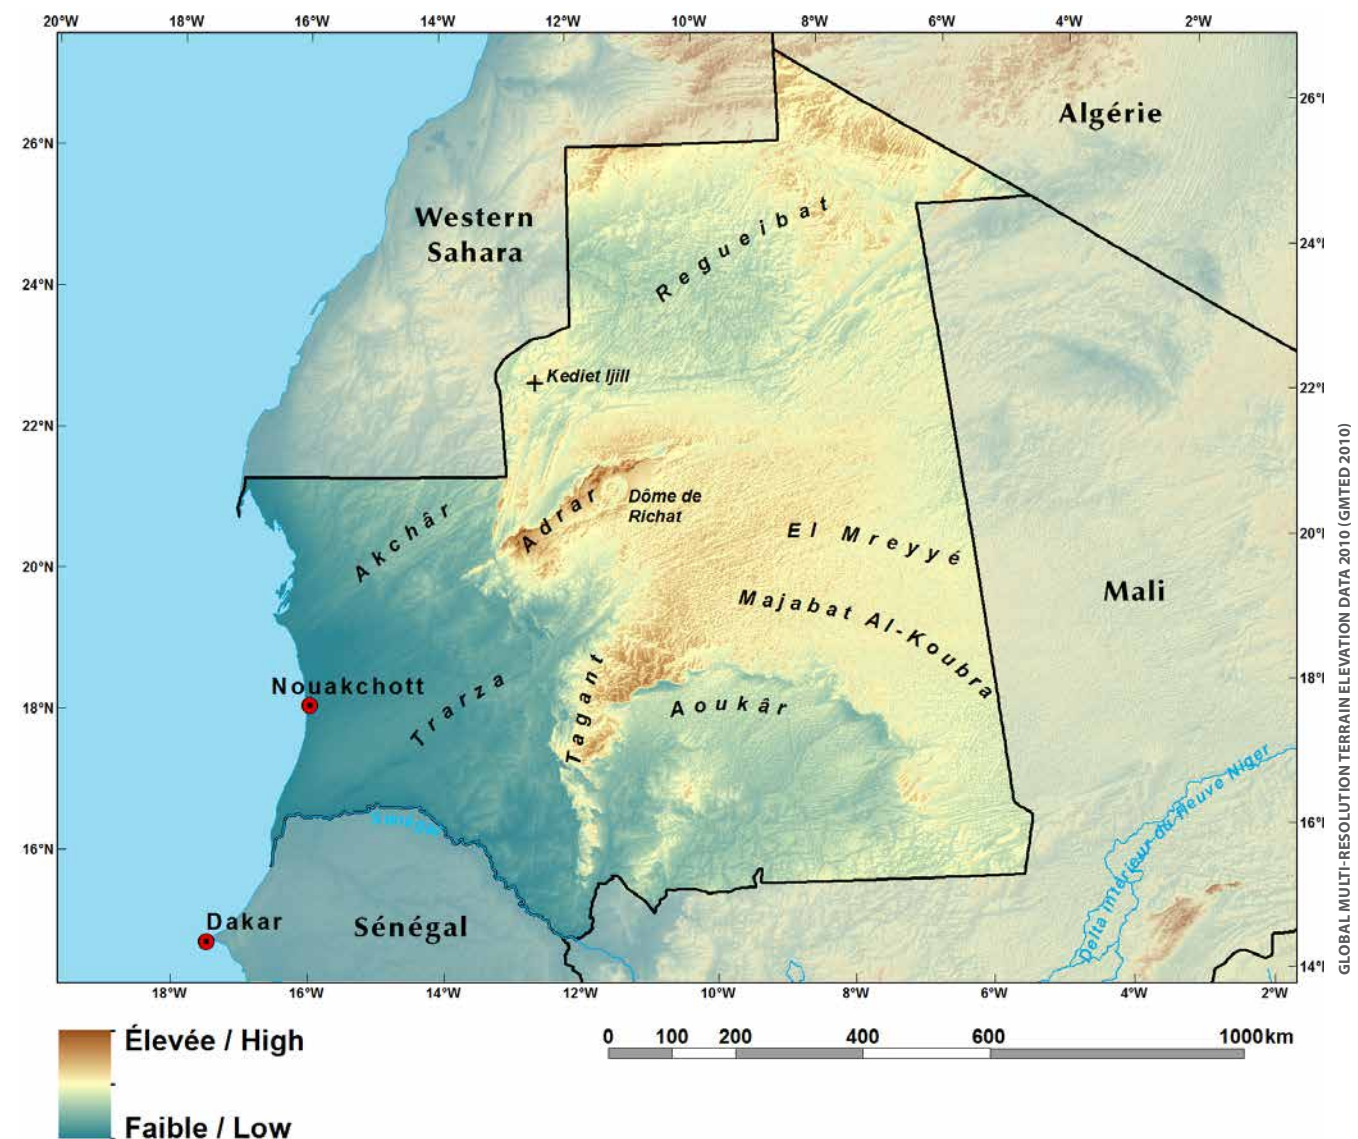 20°W 18°W 16°W 14°W 12°W 10°W 8°W 6°W 4°W 2°W
26°N
26°
Algérie
Western
Sahara
Regueibat
24°N
24°
Kediet Ijill
22°N
22°
Adrar
Dôme de
Richat
Akchâr
El Mreyyé
20°N
20°
Majabat Al-Koubra
Mali
Nouakchott
Trarza
Tagant
Aoukâr
18°N
18°
Delta intérieur du fleuve Niger
16°N
16°
Dakar
Sénégal
14°
18°W 16°W 14°W 12°W 10°W 8°W 6°W 4°W 2°W
Élevée / High
Faible / Low
0 100 200 400 600 1000km
GLOBAL MULTI-RESOLUTION TERRAIN ELEVATION DATA 2010 (GMTED 2010)